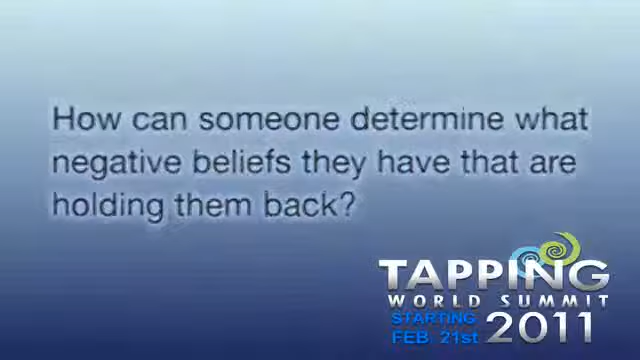 How can someone determine what
negative beliefs they have that are
holding them back?
TAPPING
WORLD SUMMIT
STARTING
FEB. 21st
2011